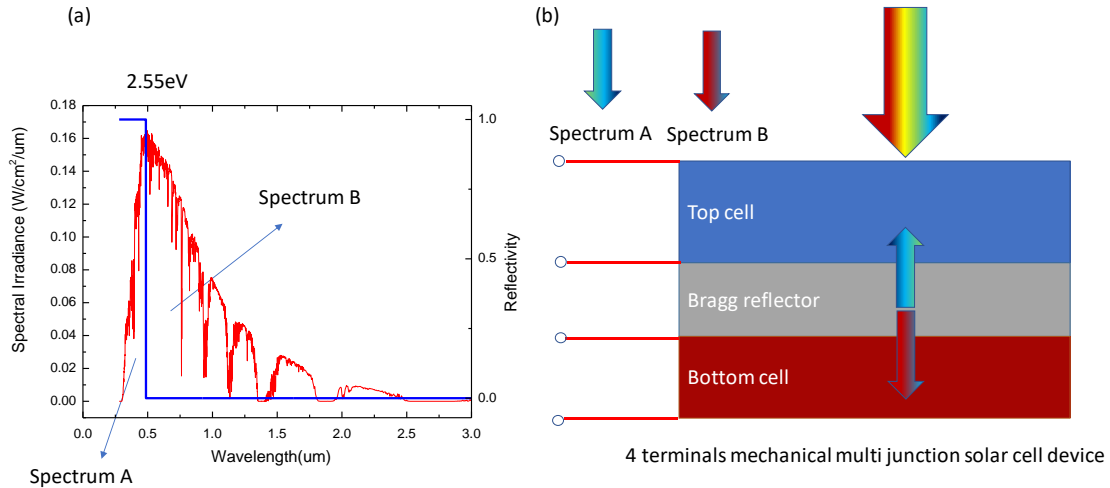 (a)
2.55eV
0.18
0.16
0.14
0.12
0.10
0.08
0.06
0.04
0.02
0.00
Spectral Irradiance (W/cm²/um)
1.0
0.5
0.0
Reflectivity
Spectrum B
0.0 0.5 1.0 1.5 2.0 2.5 3.0
Wavelength(um)
Spectrum A
(b)
Spectrum A Spectrum B
Top cell
Bragg reflector
Bottom cell
4 terminals mechanical multi junction solar cell device